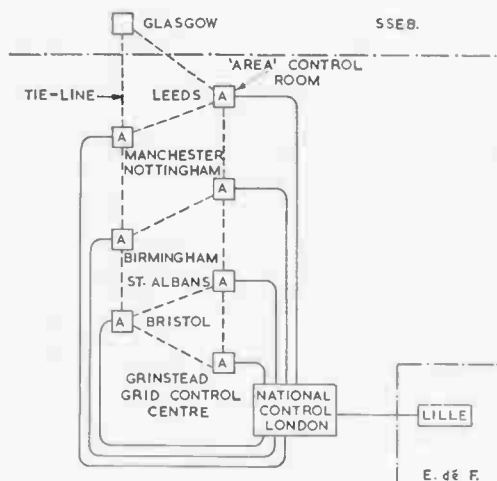 GLASGOW
SSEB.
'AREA' CONTROL
ROOM
TIE-LINE
LEEDS
A
A
MANCHESTER
NOTTINGHAM
A
A
BIRMINGHAM
ST. ALBANS
A
A
BRISTOL
A
GRINSTEAD
GRID CONTROL
CENTRE
NATIONAL
CONTROL
LONDON
LILLE
E. dé F.